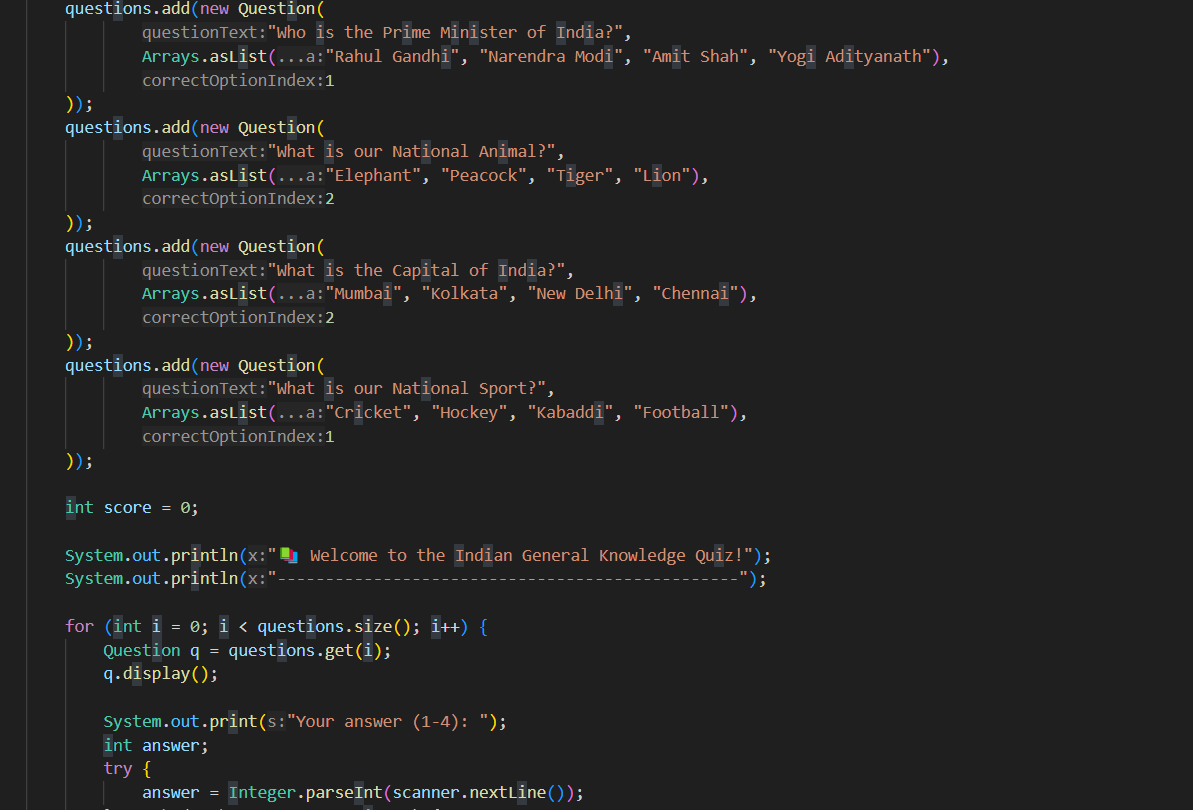 questions.add(new Question(
questionText:"Who is the Prime Minister of India?",
Arrays.asList(...a:"Rahul Gandhi", "Narendra Modi", "Amit Shah", "Yogi Adityanath"),
correctOptionIndex:1
));
questions.add(new Question(
questionText:"What is our National Animal?",
Arrays.asList(...a:"Elephant", "Peacock", "Tiger", "Lion"),
correctOptionIndex:2
));
questions.add(new Question(
questionText:"What is the Capital of India?",
Arrays.asList(...a:"Mumbai", "Kolkata", "New Delhi", "Chennai"),
correctOptionIndex:2
));
questions.add(new Question(
questionText:"What is our National Sport?",
Arrays.asList(...a:"Cricket", "Hockey", "Kabaddi", "Football"),
correctOptionIndex:1
));
int score = 0;
System.out.println(x:"📚 Welcome to the Indian General Knowledge Quiz!");
System.out.println(x:"------------------------------------------------");
for (int i = 0; i < questions.size(); i++) {
Question q = questions.get(i);
q.display();
System.out.print(s:"Your answer (1-4): ");
int answer;
try {
answer = Integer.parseInt(scanner.nextLine());